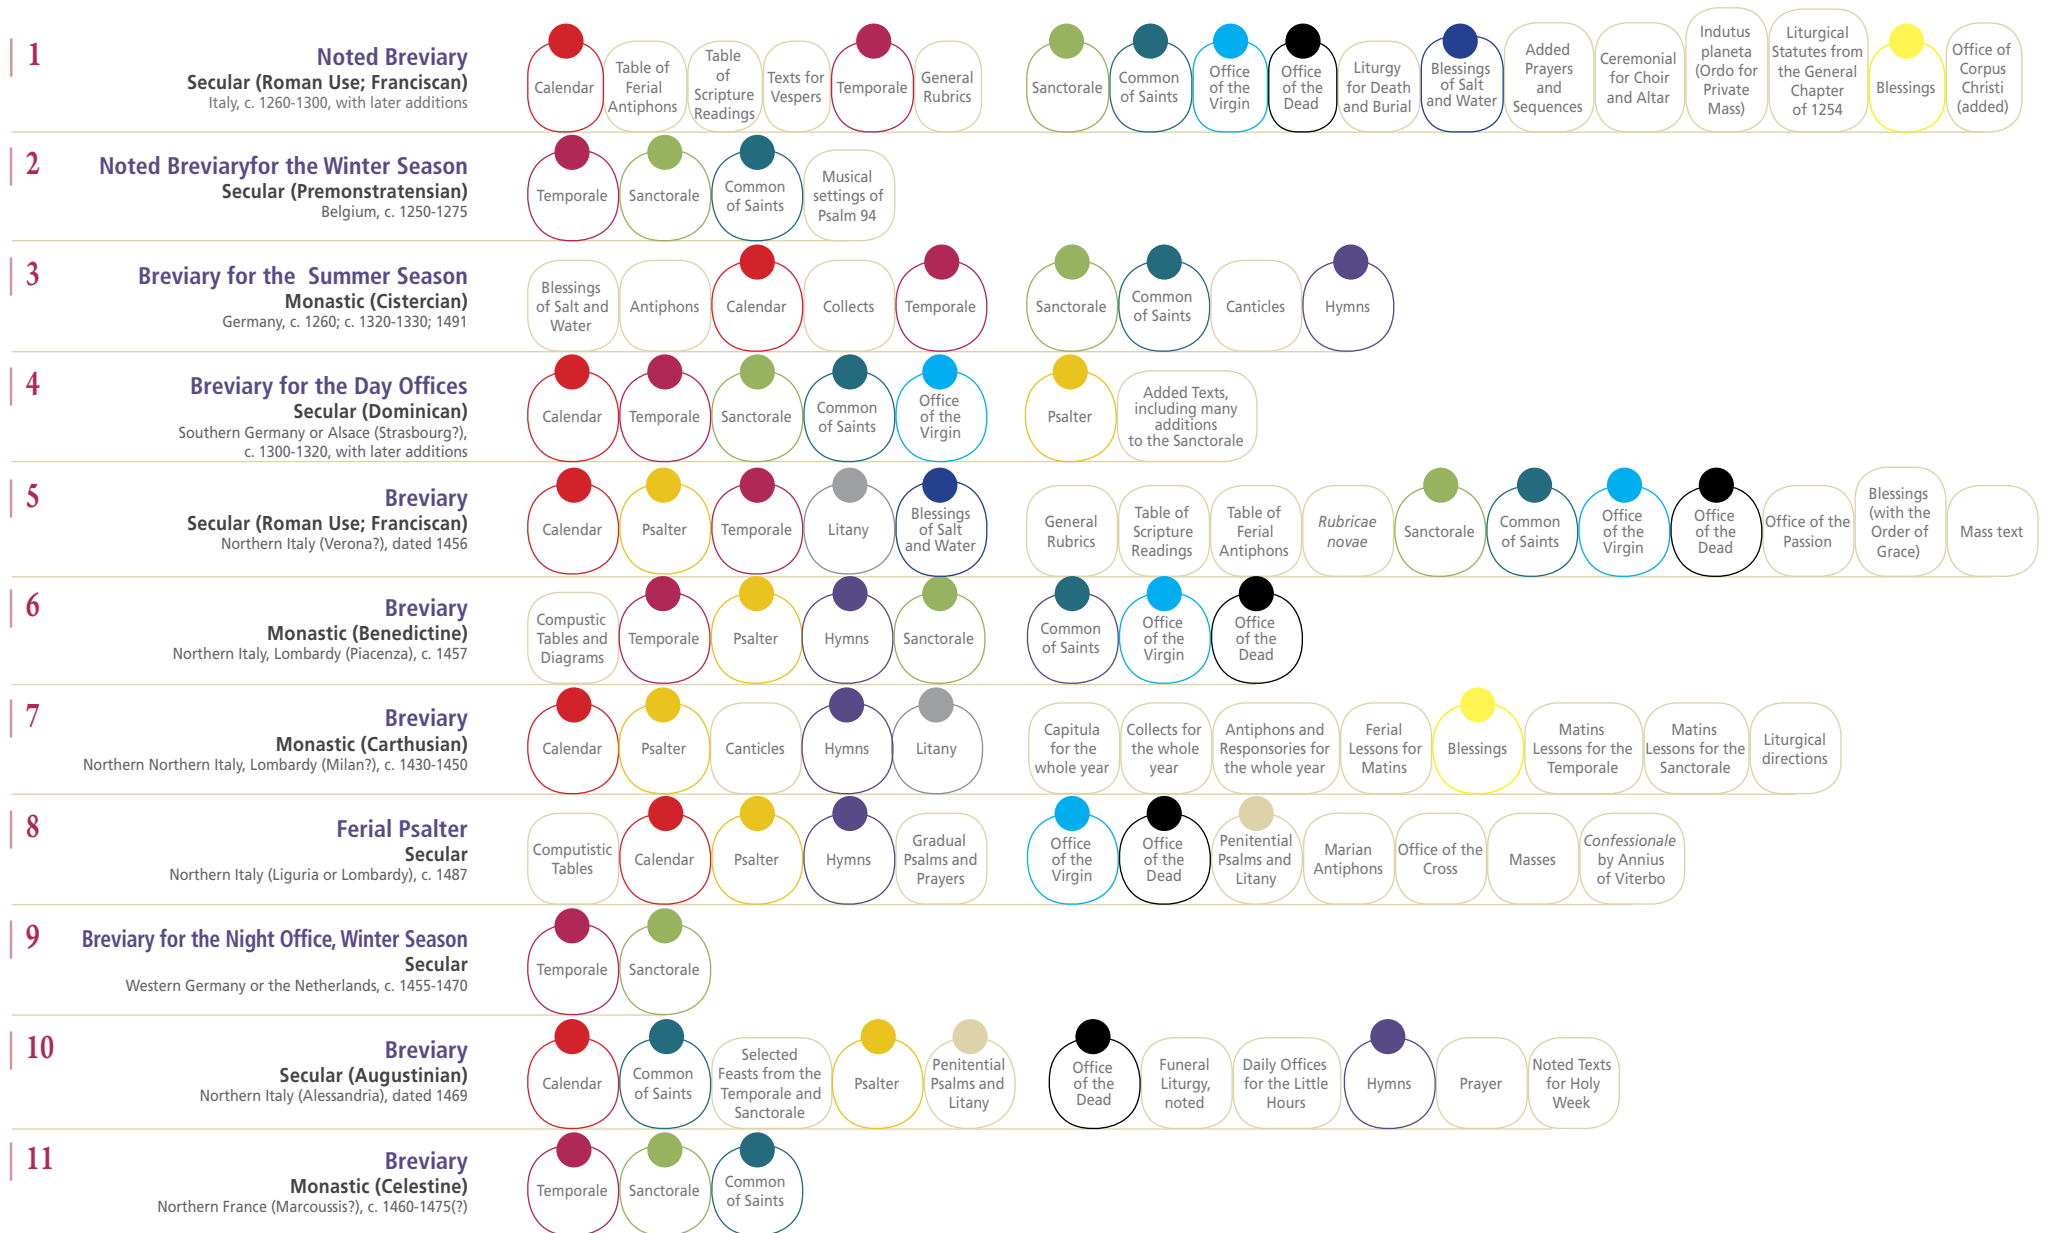 1
Noted Breviary
Secular (Roman Use; Franciscan)
Italy, c. 1260-1300, with later additions
Calendar
Table of
Ferial
Antiphons
Table
of
Scripture
Readings
Texts for
Vespers
Temporale
General
Rubrics
Sanctorale
Common
of Saints
Office
of the
Virgin
Office
of the
Dead
Liturgy
for Death
and Burial
Blessings
of Salt
and Water
Added
Prayers
and
Sequences
Ceremonial
for Choir
and Altar
Indutus
planeta
(Ordo for
Private
Mass)
Liturgical
Statutes from
the General
Chapter
of 1254
Blessings
Office of
Corpus
Christi
(added)
2
Noted Breviaryfor the Winter Season
Secular (Premonstratensian)
Belgium, c. 1250-1275
Temporale
Sanctorale
Common
of Saints
Musical
settings of
Psalm 94
3
Breviary for the Summer Season
Monastic (Cistercian)
Germany, c. 1260; c. 1320-1330; 1491
Blessings
of Salt and
Water
Antiphons
Calendar
Collects
Temporale
Sanctorale
Common
of Saints
Canticles
Hymns
4
Breviary for the Day Offices
Secular (Dominican)
Southern Germany or Alsace (Strasbourg?),
c. 1300-1320, with later additions
Calendar
Temporale
Sanctorale
Common
of Saints
Office
of the
Virgin
Psalter
Added Texts,
including many
additions
to the Sanctorale
5
Breviary
Secular (Roman Use; Franciscan)
Northern Italy (Verona?), dated 1456
Calendar
Psalter
Temporale
Litany
Blessings
of Salt
and Water
General
Rubrics
Table of
Scripture
Readings
Table of
Ferial
Antiphons
Rubricae
novae
Sanctorale
Common
of Saints
Office
of the
Virgin
Office
of the
Dead
Office of the
Passion
Blessings
(with the
Order of
Grace)
Mass text
6
Breviary
Monastic (Benedictine)
Northern Italy, Lombardy (Piacenza), c. 1457
Compustic
Tables and
Diagrams
Temporale
Psalter
Hymns
Sanctorale
Common
of Saints
Office
of the
Virgin
Office
of the
Dead
7
Breviary
Monastic (Carthusian)
Northern Northern Italy, Lombardy (Milan?), c. 1430-1450
Calendar
Psalter
Canticles
Hymns
Litany
Capitula
for the
whole year
Collects for
the whole
year
Antiphons and
Responsories for
the whole year
Ferial
Lessons for
Matins
Blessings
Matins
Lessons for the
Temporale
Matins
Lessons for the
Sanctorale
Liturgical
directions
8
Ferial Psalter
Secular
Northern Italy (Liguria or Lombardy), c. 1487
Computistic
Tables
Calendar
Psalter
Hymns
Gradual
Psalms and
Prayers
Office
of the
Virgin
Office
of the
Dead
Penitential
Psalms and
Litany
Marian
Antiphons
Office of the
Cross
Masses
Confessionale
by Annius
of Viterbo
9
Breviary for the Night Office, Winter Season
Secular
Western Germany or the Netherlands, c. 1455-1470
Temporale
Sanctorale
10
Breviary
Secular (Augustinian)
Northern Italy (Alessandria), dated 1469
Calendar
Common
of Saints
Selected
Feasts from the
Temporale and
Sanctorale
Psalter
Penitential
Psalms and
Litany
Office
of the
Dead
Funeral
Liturgy,
noted
Daily Offices
for the Little
Hours
Hymns
Prayer
Noted Texts
for Holy
Week
11
Breviary
Monastic (Celestine)
Northern France (Marcoussis?), c. 1460-1475(?)
Temporale
Sanctorale
Common
of Saints